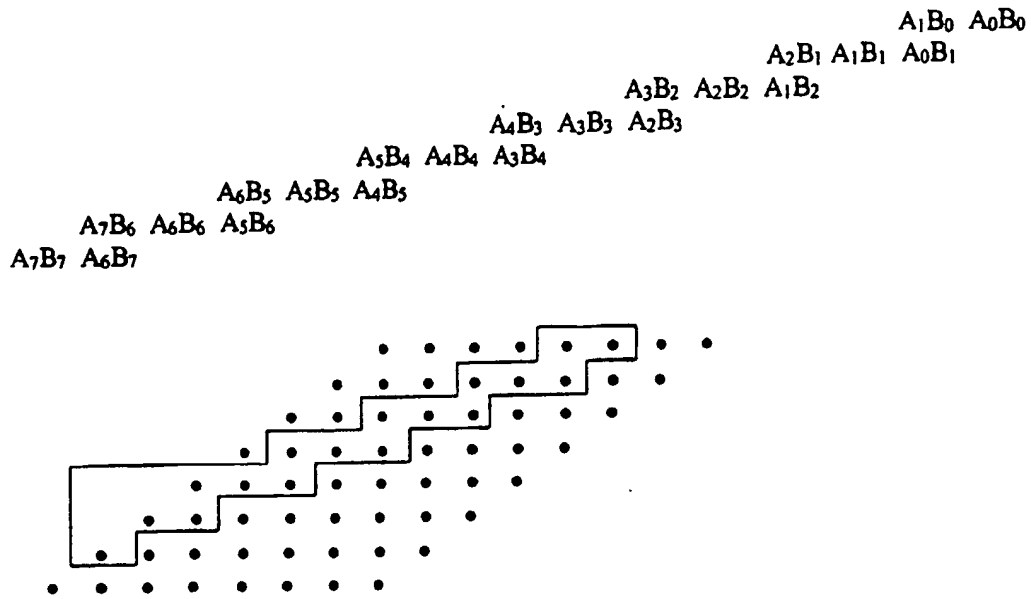 A₁B₀ A₀B₀
A₂B₁ A₁B₁ A₀B₁
A₃B₂ A₂B₂ A₁B₂
A₄B₃ A₃B₃ A₂B₃
A₅B₄ A₄B₄ A₃B₄
A₆B₅ A₅B₅ A₄B₅
A₇B₆ A₆B₆ A₅B₆
A₇B₇ A₆B₇